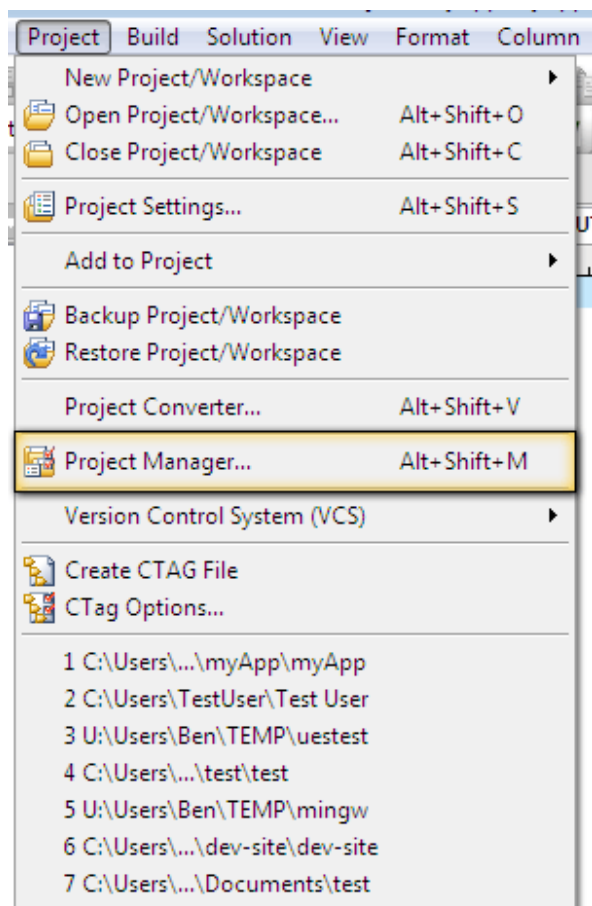 Project Build Solution View Format Column
New Project/Workspace
Open Project/Workspace... Alt+Shift+O
Close Project/Workspace Alt+Shift+C
Project Settings... Alt+Shift+S
Add to Project
Backup Project/Workspace
Restore Project/Workspace
Project Converter... Alt+Shift+V
Project Manager... Alt+Shift+M
Version Control System (VCS)
Create CTAG File
CTag Options...
1 C:\Users\...\myApp\myApp
2 C:\Users\TestUser\Test User
3 U:\Users\Ben\TEMP\uestest
4 C:\Users\...\test\test
5 U:\Users\Ben\TEMP\mingw
6 C:\Users\...\dev-site\dev-site
7 C:\Users\...\Documents\test